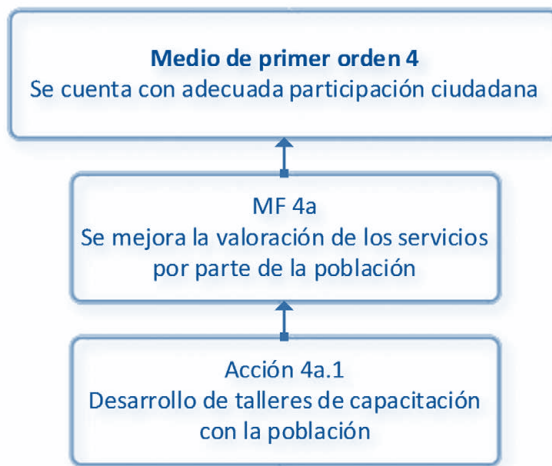 Medio de primer orden 4
Se cuenta con adecuada participación ciudadana
MF 4a
Se mejora la valoración de los servicios
por parte de la población
Acción 4a.1
Desarrollo de talleres de capacitación
con la población